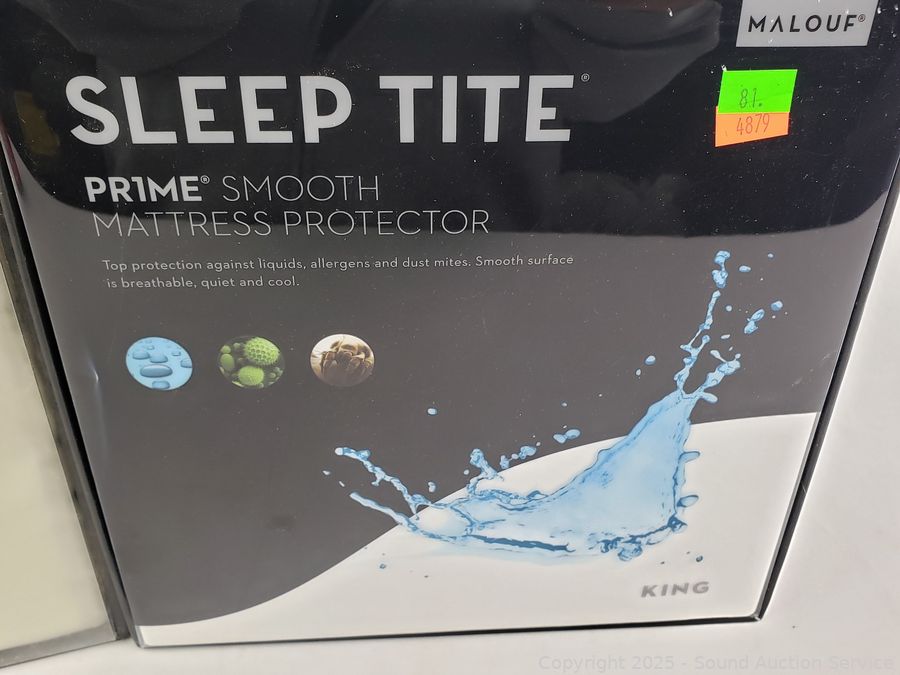 MALOUF®
SLEEP TITE®
81.
4879
PR1ME® SMOOTH
MATTRESS PROTECTOR
Top protection against liquids, allergens and dust mites. Smooth surface
is breathable, quiet and cool.
KING
Copyright 2025 - Sound Auction Service